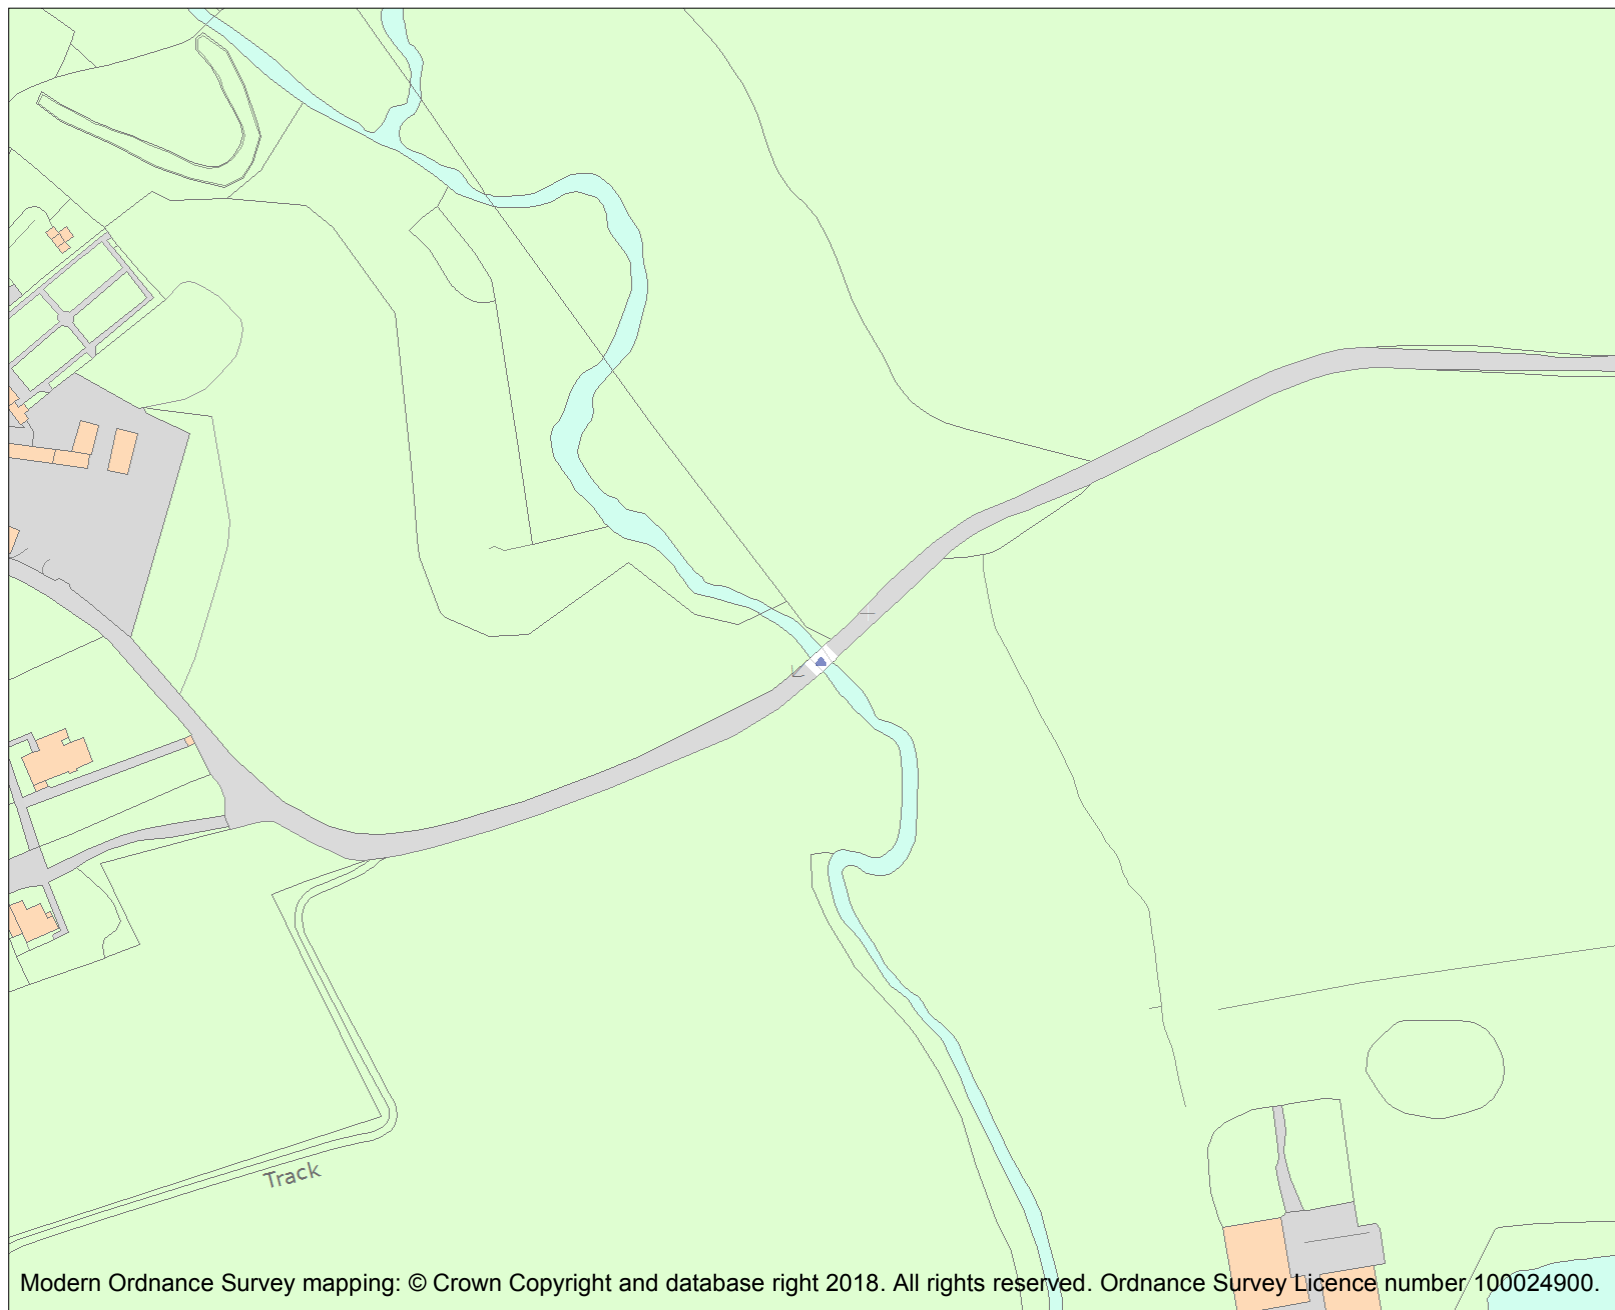 Track
Modern Ordnance Survey mapping: © Crown Copyright and database right 2018. All rights reserved. Ordnance Survey Licence number 100024900.